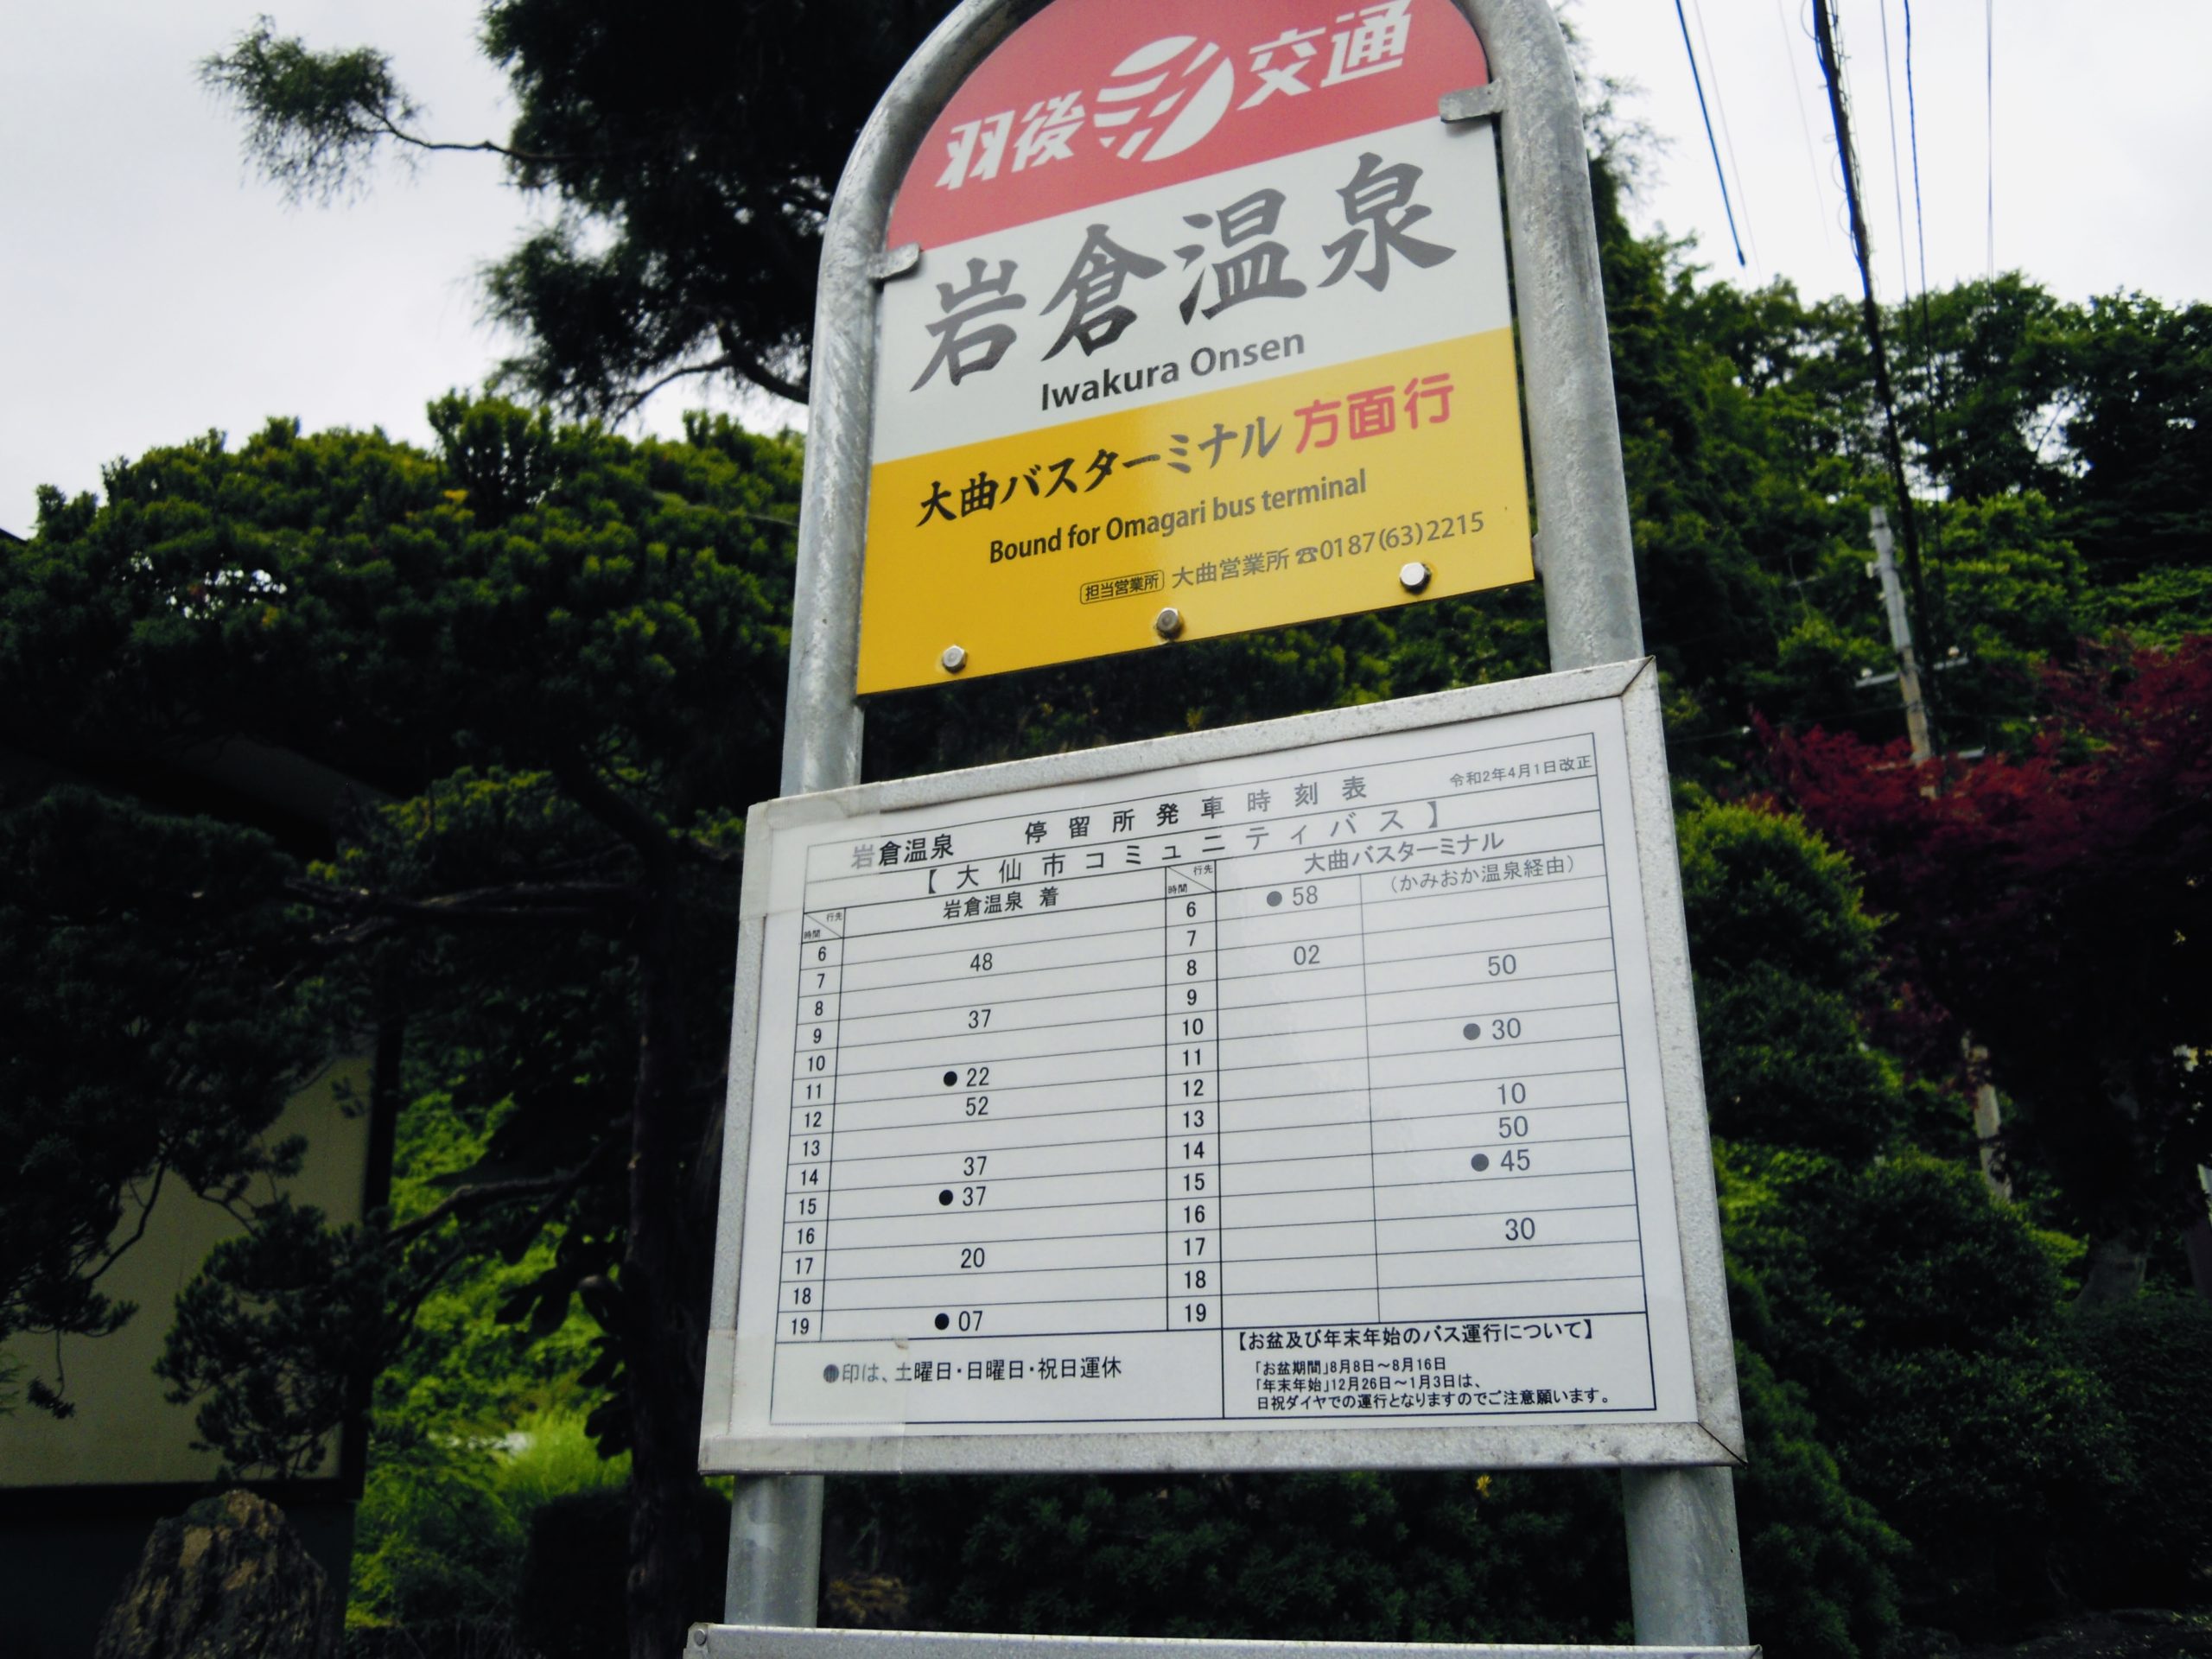 羽後交通
岩倉温泉
Iwakura Onsen
大曲バスターミナル方面行
Bound for Omagari bus terminal
担当営業所 大曲営業所 ☎0187(63)2215
令和2年4月1日改正
岩倉温泉 停留所発車時刻表
【大仙市コミュニティバス】
行先 時間 岩倉温泉 着
6
7 48
8
9 37
10
11 ●22
12 52
13
14 37
15 ●37
16
17 20
18
19 ●07
行先 時間 大曲バスターミナル
(かみおか温泉経由)
6 ●58
7
8 02
9 50
10
11 ●30
12
13 10
14 50
15 ●45
16
17 30
18
19
●印は、土曜日・日曜日・祝日運休
【お盆及び年末年始のバス運行について】
「お盆期間」8月8日～8月16日
「年末年始」12月26日～1月3日は、
日祝ダイヤでの運行となりますのでご注意願います。